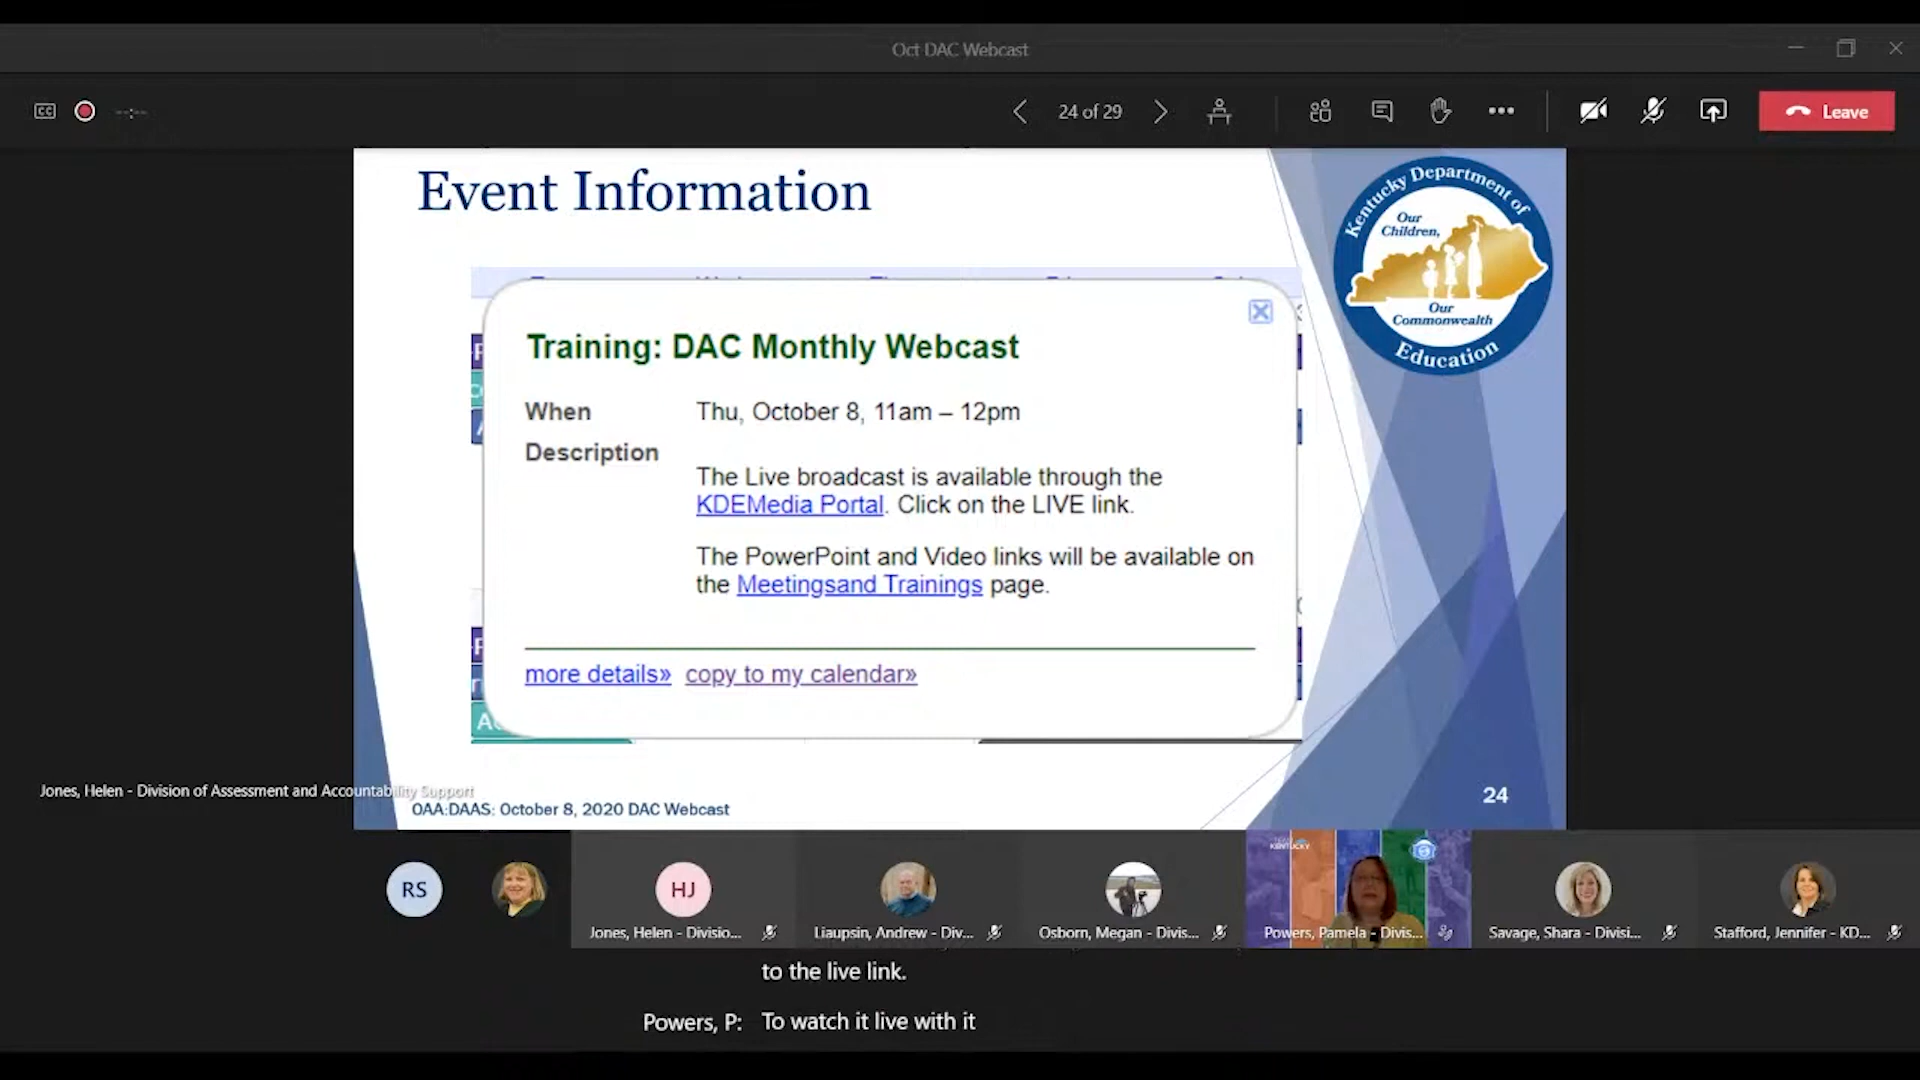 Oct DAC Webcast
CC
--:--
24 of 29
Leave
Event Information
Kentucky Department of
Our
Children,
Our
Commonwealth
Education
Training: DAC Monthly Webcast
When
Thu, October 8, 11am – 12pm
Description
The Live broadcast is available through the
KDEMedia Portal. Click on the LIVE link.
The PowerPoint and Video links will be available on
the Meetingsand Trainings page.
more details» copy to my calendar»
Jones, Helen - Division of Assessment and Accountability Support
OAA:DAAS: October 8, 2020 DAC Webcast
24
RS
HJ
KENTUCKY
Jones, Helen - Divisio...
Liaupsin, Andrew - Div...
Osborn, Megan - Divis...
Powers, Pamela - Divis...
Savage, Shara - Divisi...
Stafford, Jennifer - KD...
to the live link.
Powers, P: To watch it live with it